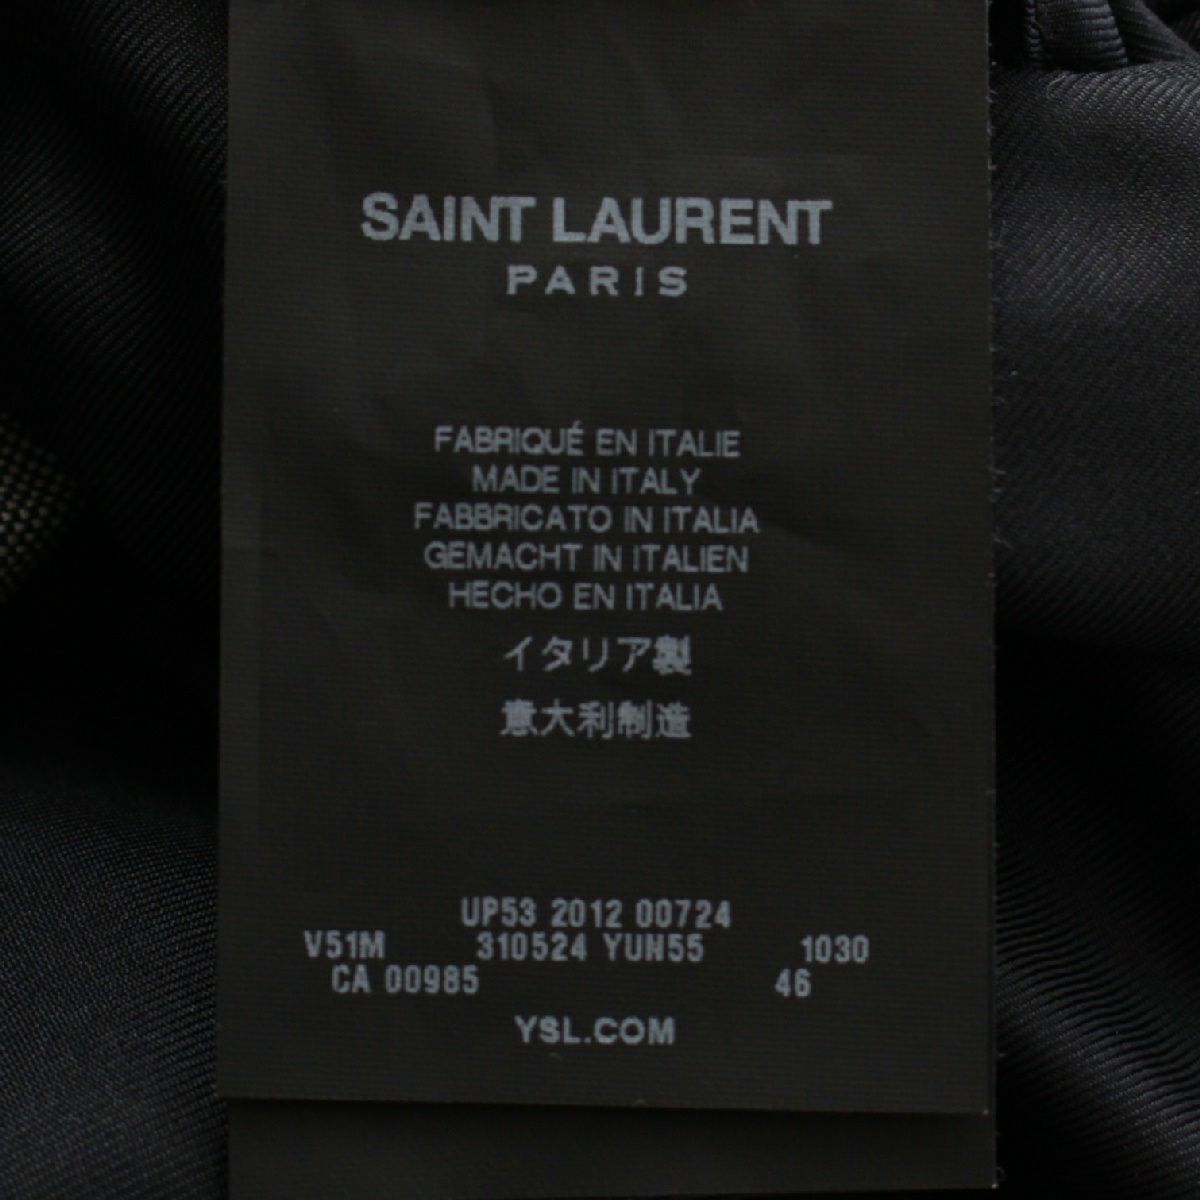 SAINT LAURENT
PARIS
FABRIQUÉ EN ITALIE
MADE IN ITALY
FABBRICATO IN ITALIA
GEMACHT IN ITALIEN
HECHO EN ITALIA
イタリア製
意大利制造
UP53 2012 00724
V51M 310524 YUN55 1030
CA 00985 46
YSL.COM